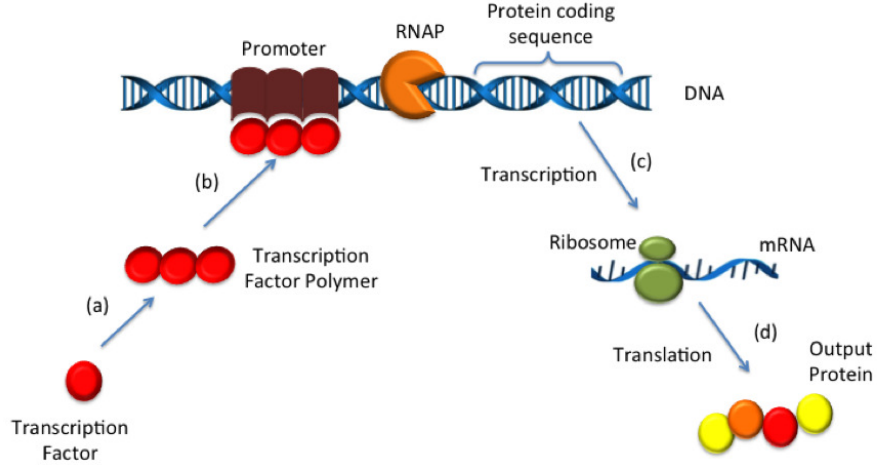 Protein coding
sequence
RNAP
Promoter
DNA
(b)
Transcription
(c)
Ribosome
mRNA
Transcription
Factor Polymer
(a)
Translation
(d)
Output
Protein
Transcription
Factor